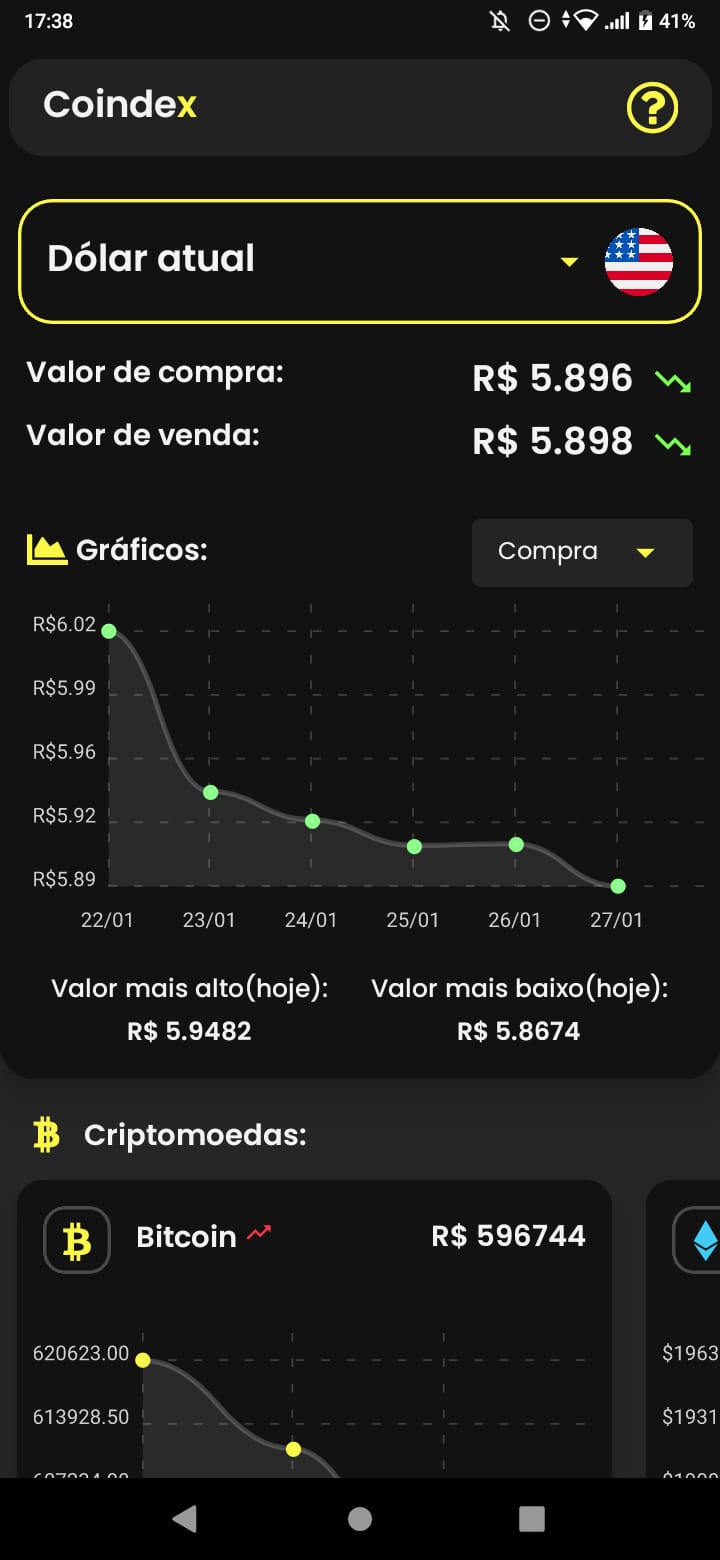 17:38 41%
Coindex
Dólar atual
Valor de compra: R$ 5.896
Valor de venda: R$ 5.898
Gráficos: Compra
R$6.02
R$5.99
R$5.96
R$5.92
R$5.89
22/01 23/01 24/01 25/01 26/01 27/01
Valor mais alto(hoje): Valor mais baixo(hoje):
R$ 5.9482 R$ 5.8674
Criptomoedas:
Bitcoin R$ 596744
620623.00 $1963
613928.50 $1931